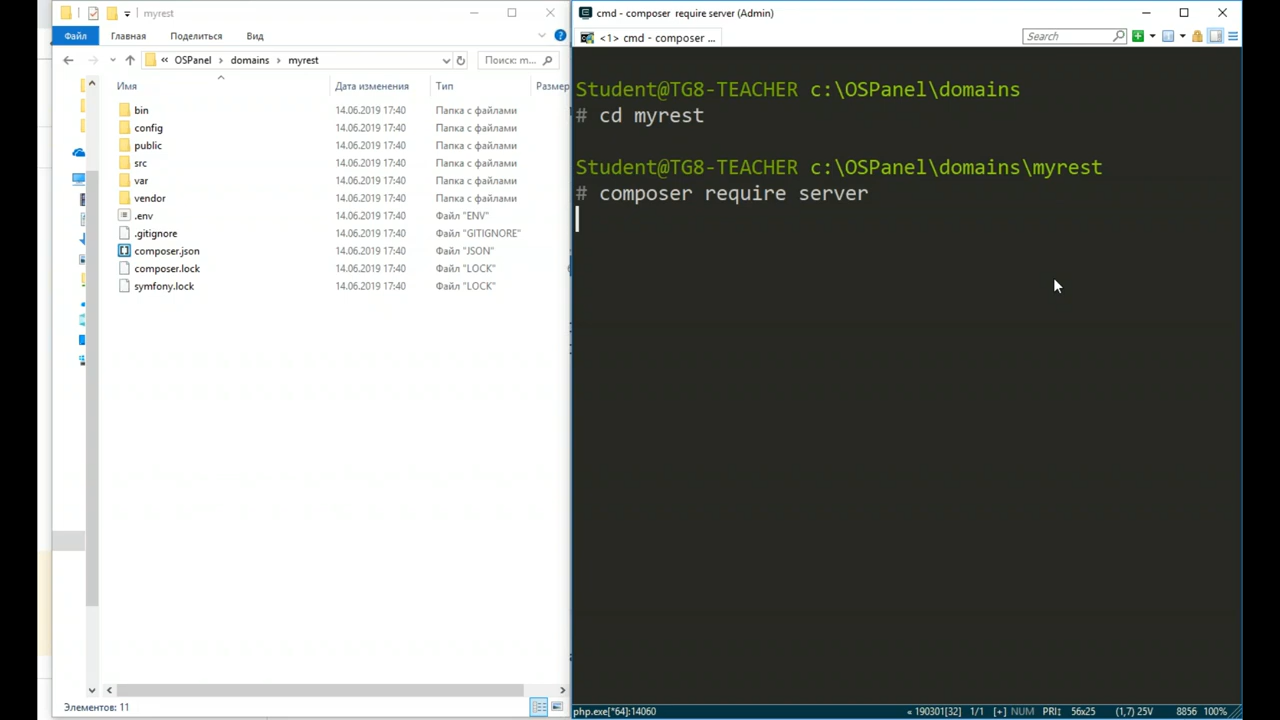 myrest
Файл Главная Поделиться Вид
« OSPanel > domains > myrest
Поиск: m...
Имя Дата изменения Тип Размер
bin 14.06.2019 17:40 Папка с файлами
config 14.06.2019 17:40 Папка с файлами
public 14.06.2019 17:40 Папка с файлами
src 14.06.2019 17:40 Папка с файлами
var 14.06.2019 17:40 Папка с файлами
vendor 14.06.2019 17:40 Папка с файлами
.env 14.06.2019 17:40 Файл "ENV"
.gitignore 14.06.2019 17:40 Файл "GITIGNORE"
composer.json 14.06.2019 17:40 Файл "JSON"
composer.lock 14.06.2019 17:40 Файл "LOCK"
symfony.lock 14.06.2019 17:40 Файл "LOCK"
Элементов: 11
cmd - composer require server (Admin)
<1> cmd - composer ...
Search
Student@TG8-TEACHER c:\OSPanel\domains
# cd myrest
Student@TG8-TEACHER c:\OSPanel\domains\myrest
# composer require server
php.exe[*64]:14060
« 190301[32] 1/1 [+] NUM PRI: 56x25 (1,7) 25V 8856 100%